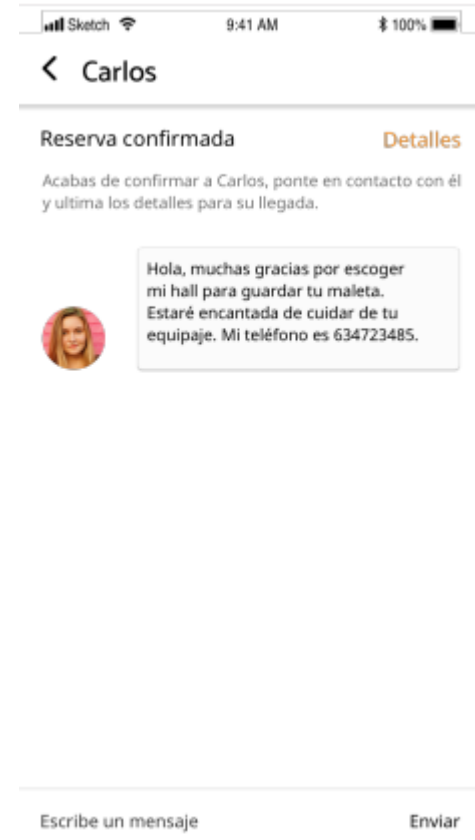 Sketch 9:41 AM 100%
Carlos
Reserva confirmada Detalles
Acabas de confirmar a Carlos, ponte en contacto con él
y ultima los detalles para su llegada.
Hola, muchas gracias por escoger
mi hall para guardar tu maleta.
Estaré encantada de cuidar de tu
equipaje. Mi teléfono es 634723485.
Escribe un mensaje Enviar